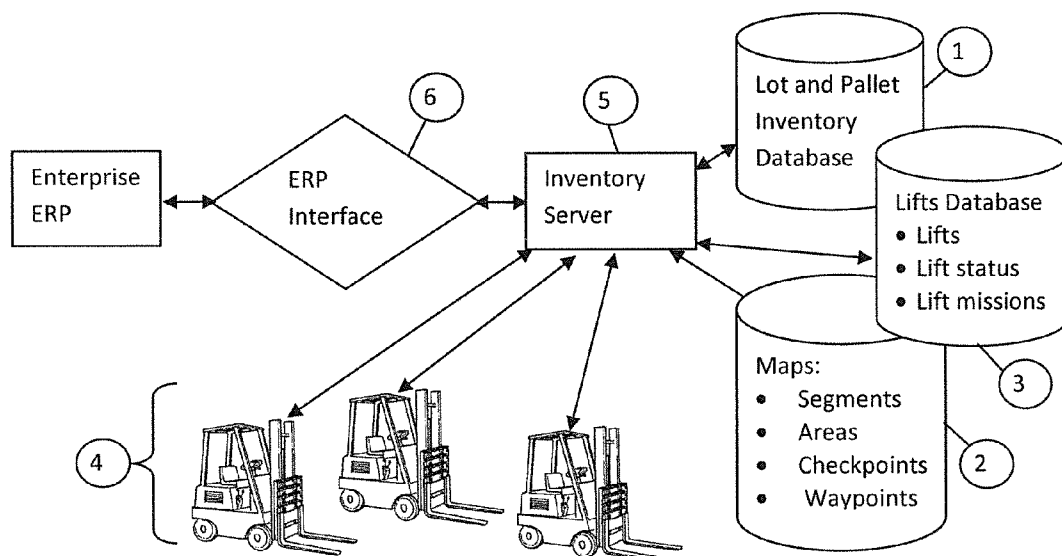 1
Lot and Pallet
Inventory
Database
6
5
Enterprise
ERP
ERP
Interface
Inventory
Server
Lifts Database
• Lifts
• Lift status
• Lift missions
3
Maps:
• Segments
• Areas
• Checkpoints
• Waypoints
2
4